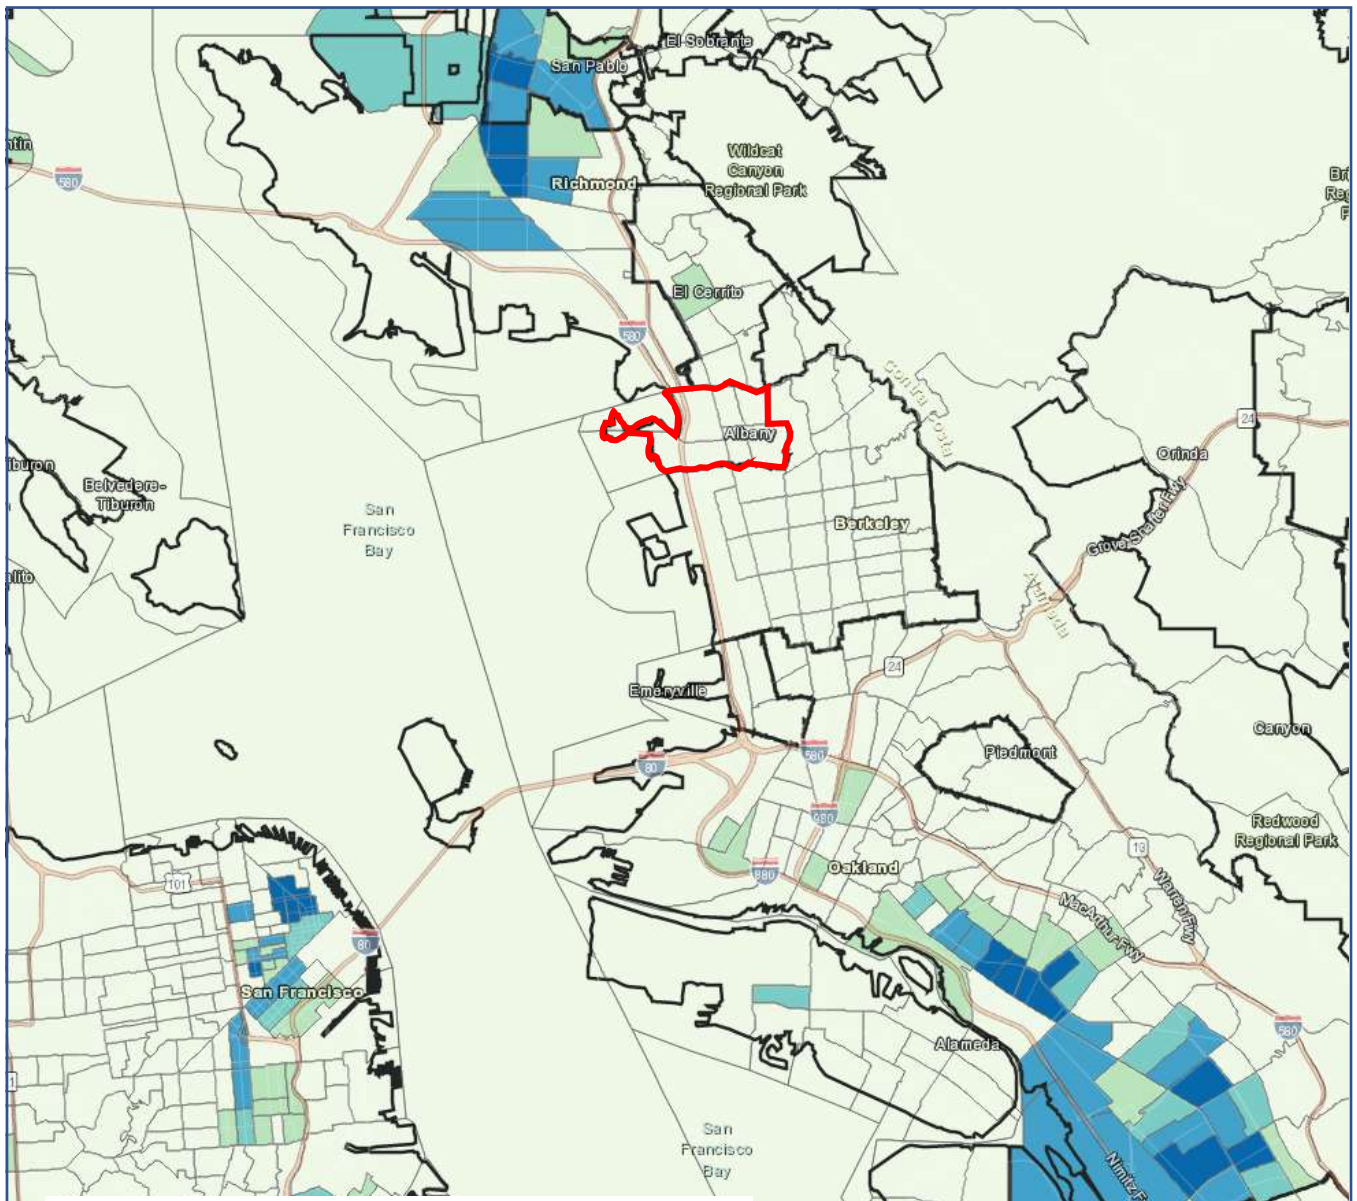 El Sobrante
San Pablo
Wildcat
Canyon
Regional Park
580
Richmond
El Cerrito
580
Contra Costa
24
Albany
Orinda
Belvedere-
Tiburon
San
Francisco
Bay
Berkeley
Grove Shafter Fwy
Alameda
24
Emeryville
Canyon
Piedmont
580
80
980
Redwood
Regional Park
13
Oakland
880
101
Warren Fwy
MacArthur Fwy
80
San Francisco
580
Alameda
1
San
Francisco
Bay